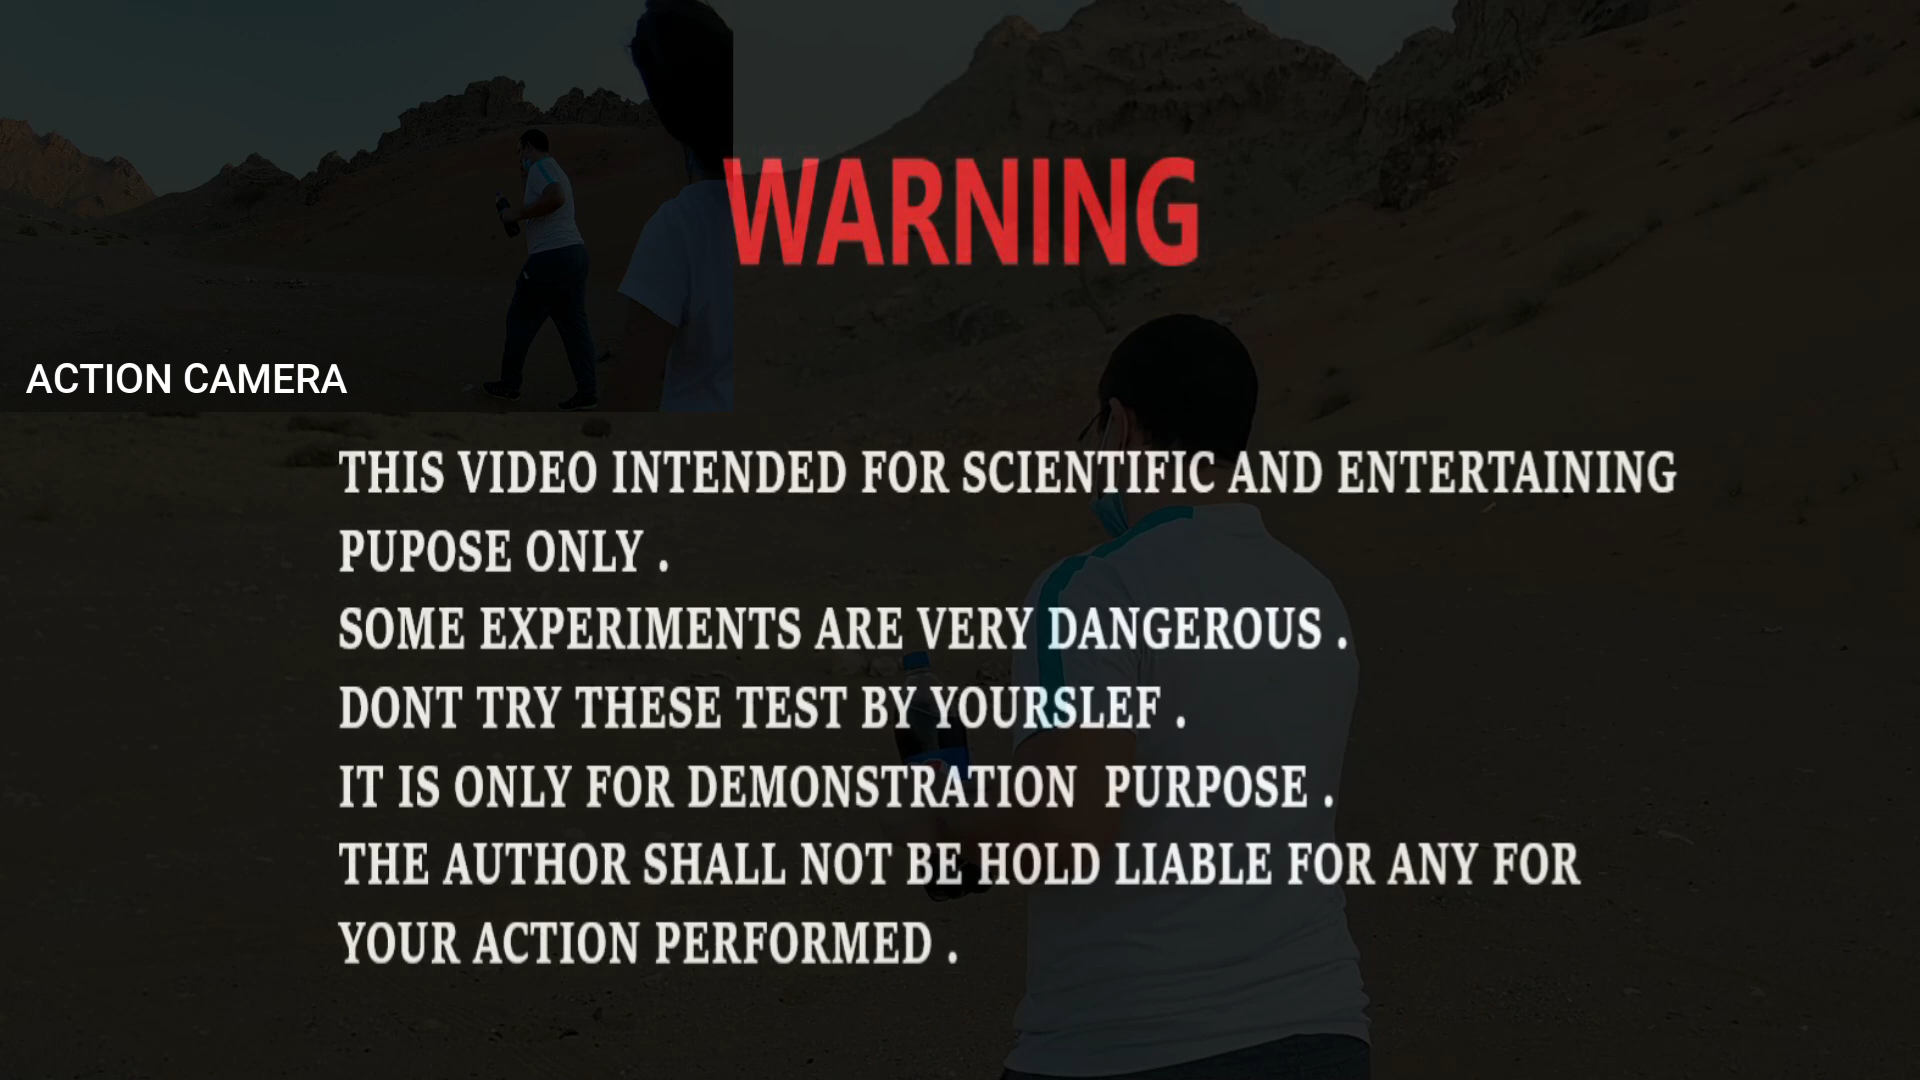 WARNING
ACTION CAMERA
THIS VIDEO INTENDED FOR SCIENTIFIC AND ENTERTAINING
PUPOSE ONLY .
SOME EXPERIMENTS ARE VERY DANGEROUS .
DONT TRY THESE TEST BY YOURSLEF .
IT IS ONLY FOR DEMONSTRATION PURPOSE .
THE AUTHOR SHALL NOT BE HOLD LIABLE FOR ANY FOR
YOUR ACTION PERFORMED .